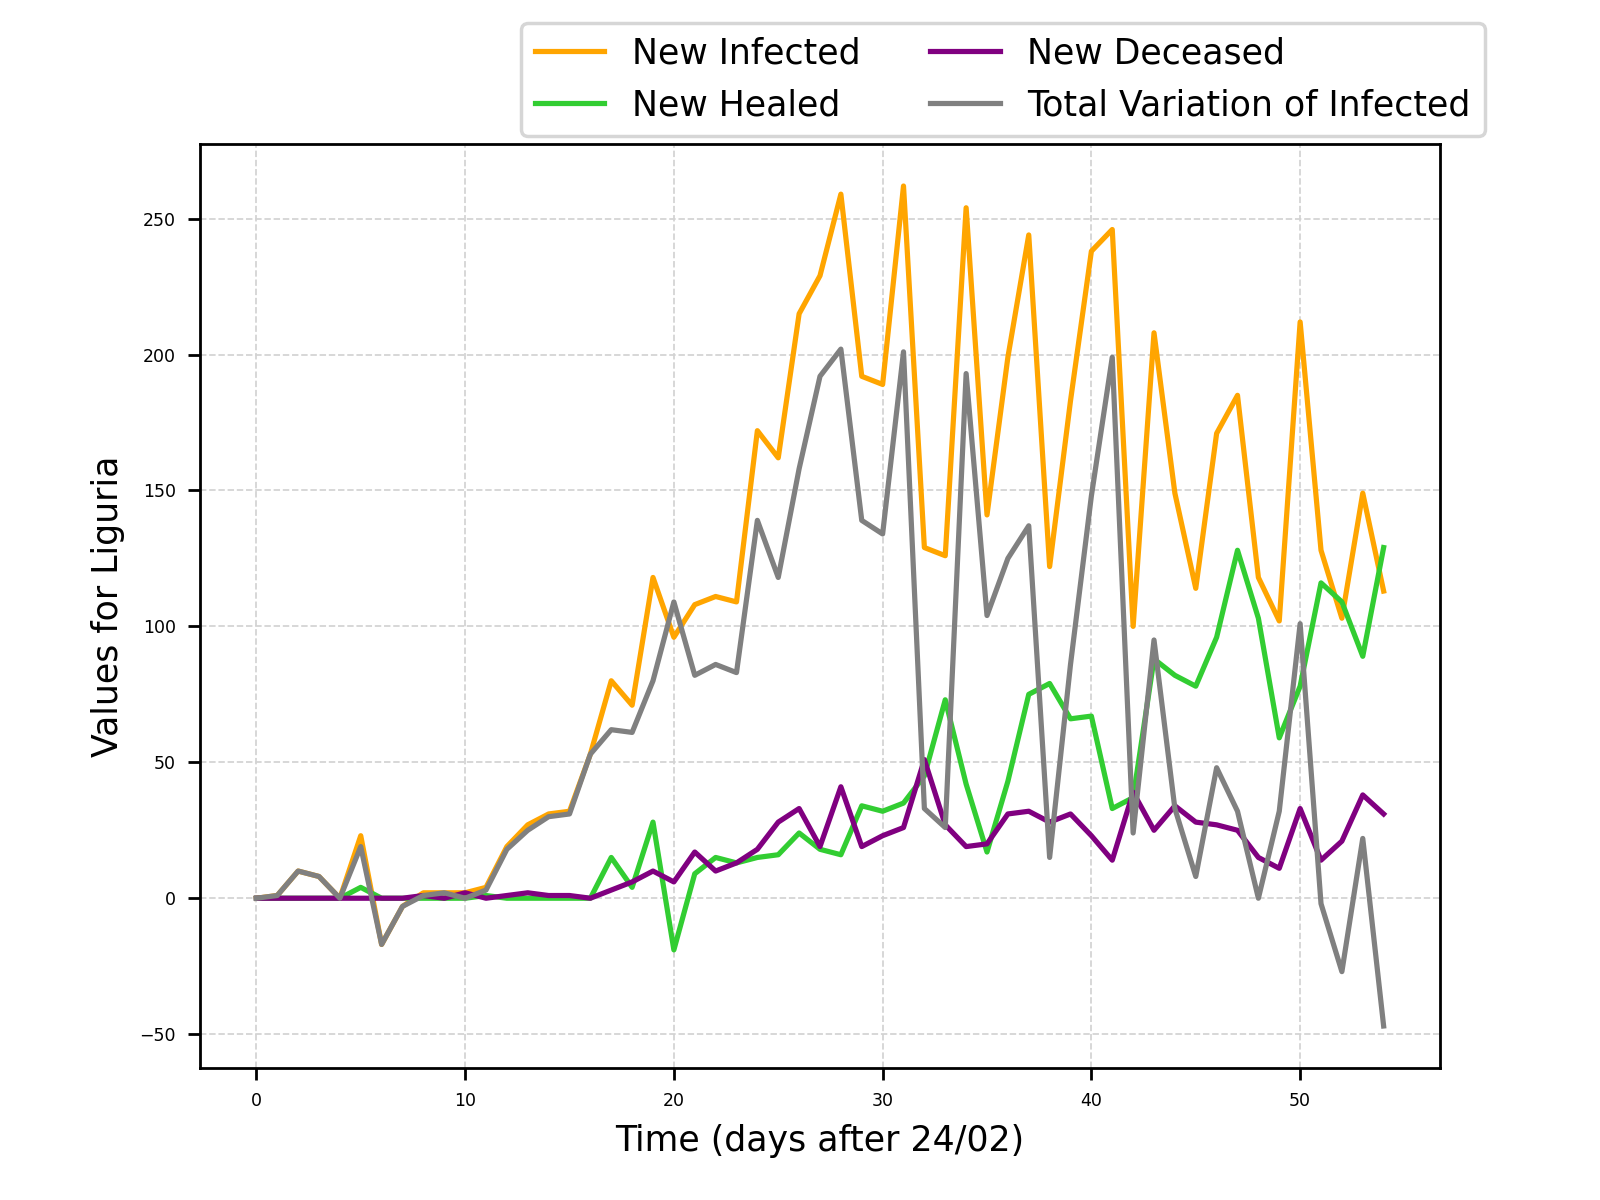 New Infected
New Healed
New Deceased
Total Variation of Infected
Values for Liguria
250
200
150
100
50
0
−50
0 10 20 30 40 50
Time (days after 24/02)